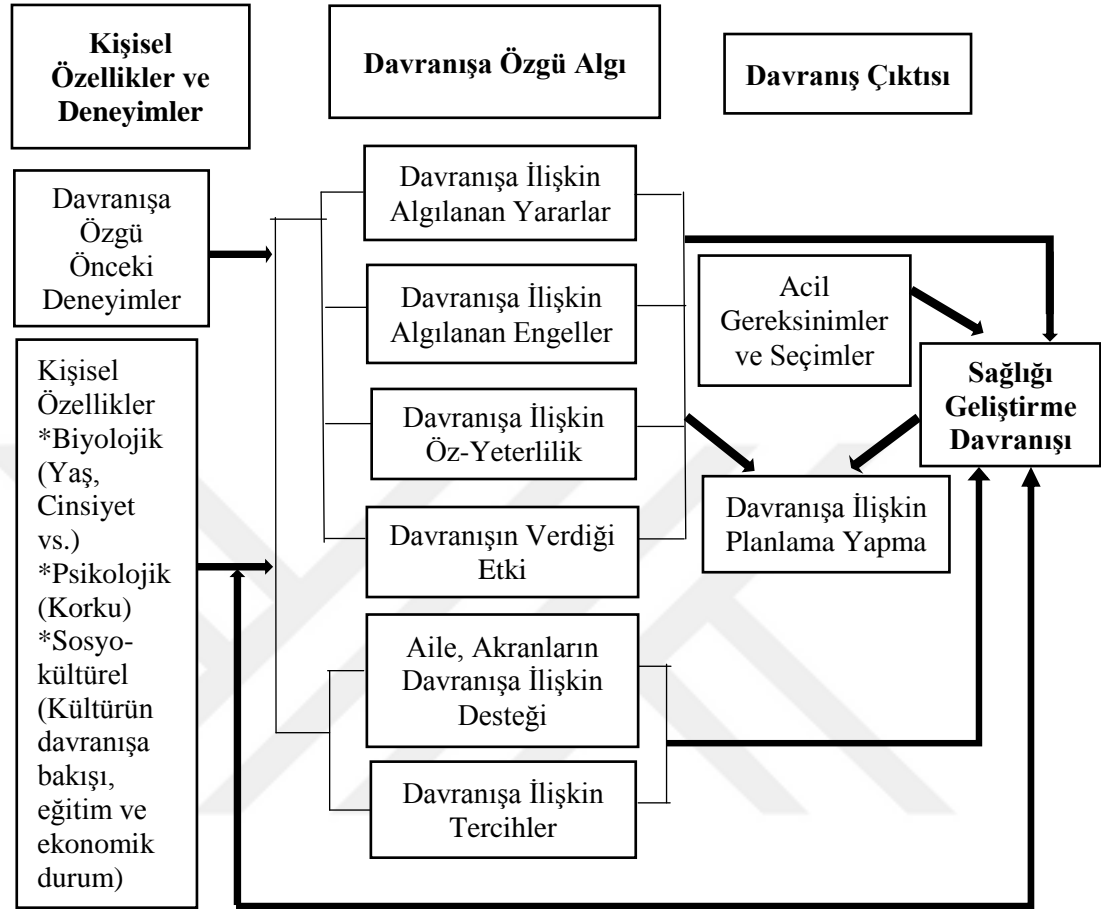 Kişisel
Özellikler ve
Deneyimler
Davranışa Özgü Algı
Davranış Çıktısı
Davranışa
Özgü
Önceki
Deneyimler
Kişisel
Özellikler
*Biyolojik
(Yaş,
Cinsiyet
vs.)
*Psikolojik
(Korku)
*Sosyo-
kültürel
(Kültürün
davranışa
bakışı,
eğitim ve
ekonomik
durum)
Davranışa İlişkin
Algılanan Yararlar
Davranışa İlişkin
Algılanan Engeller
Davranışa İlişkin
Öz-Yeterlilik
Davranışın Verdiği
Etki
Aile, Akranların
Davranışa İlişkin
Desteği
Davranışa İlişkin
Tercihler
Acil
Gereksinimler
ve Seçimler
Davranışa İlişkin
Planlama Yapma
Sağlığı
Geliştirme
Davranışı